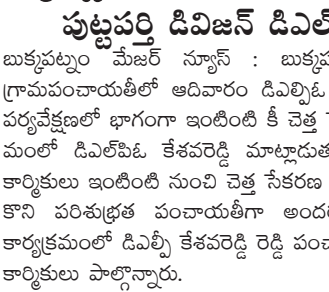 పుట్టపర్తి డివిజన్ డిఎల్
బుక్కపట్నం మేజర్ న్యూస్ : బుక్కప
గ్రామపంచాయతీలో ఆదివారం డిఎల్పిఓ
పర్యవేక్షణలో భాగంగా ఇంటింటి కీ చెత్త
మంలో డిఎల్‌పిఓ కేశవరెడ్డి మాట్లాడుత
కార్మికులు ఇంటింటి నుంచి చెత్త సేకరణ
కొని పరిశుభ్రత పంచాయతీగా అందరి
కార్యక్రమంలో డిఎల్పీ కేశవరెడ్డి రెడ్డి పంచ
కార్మికులు పాల్గొన్నారు.